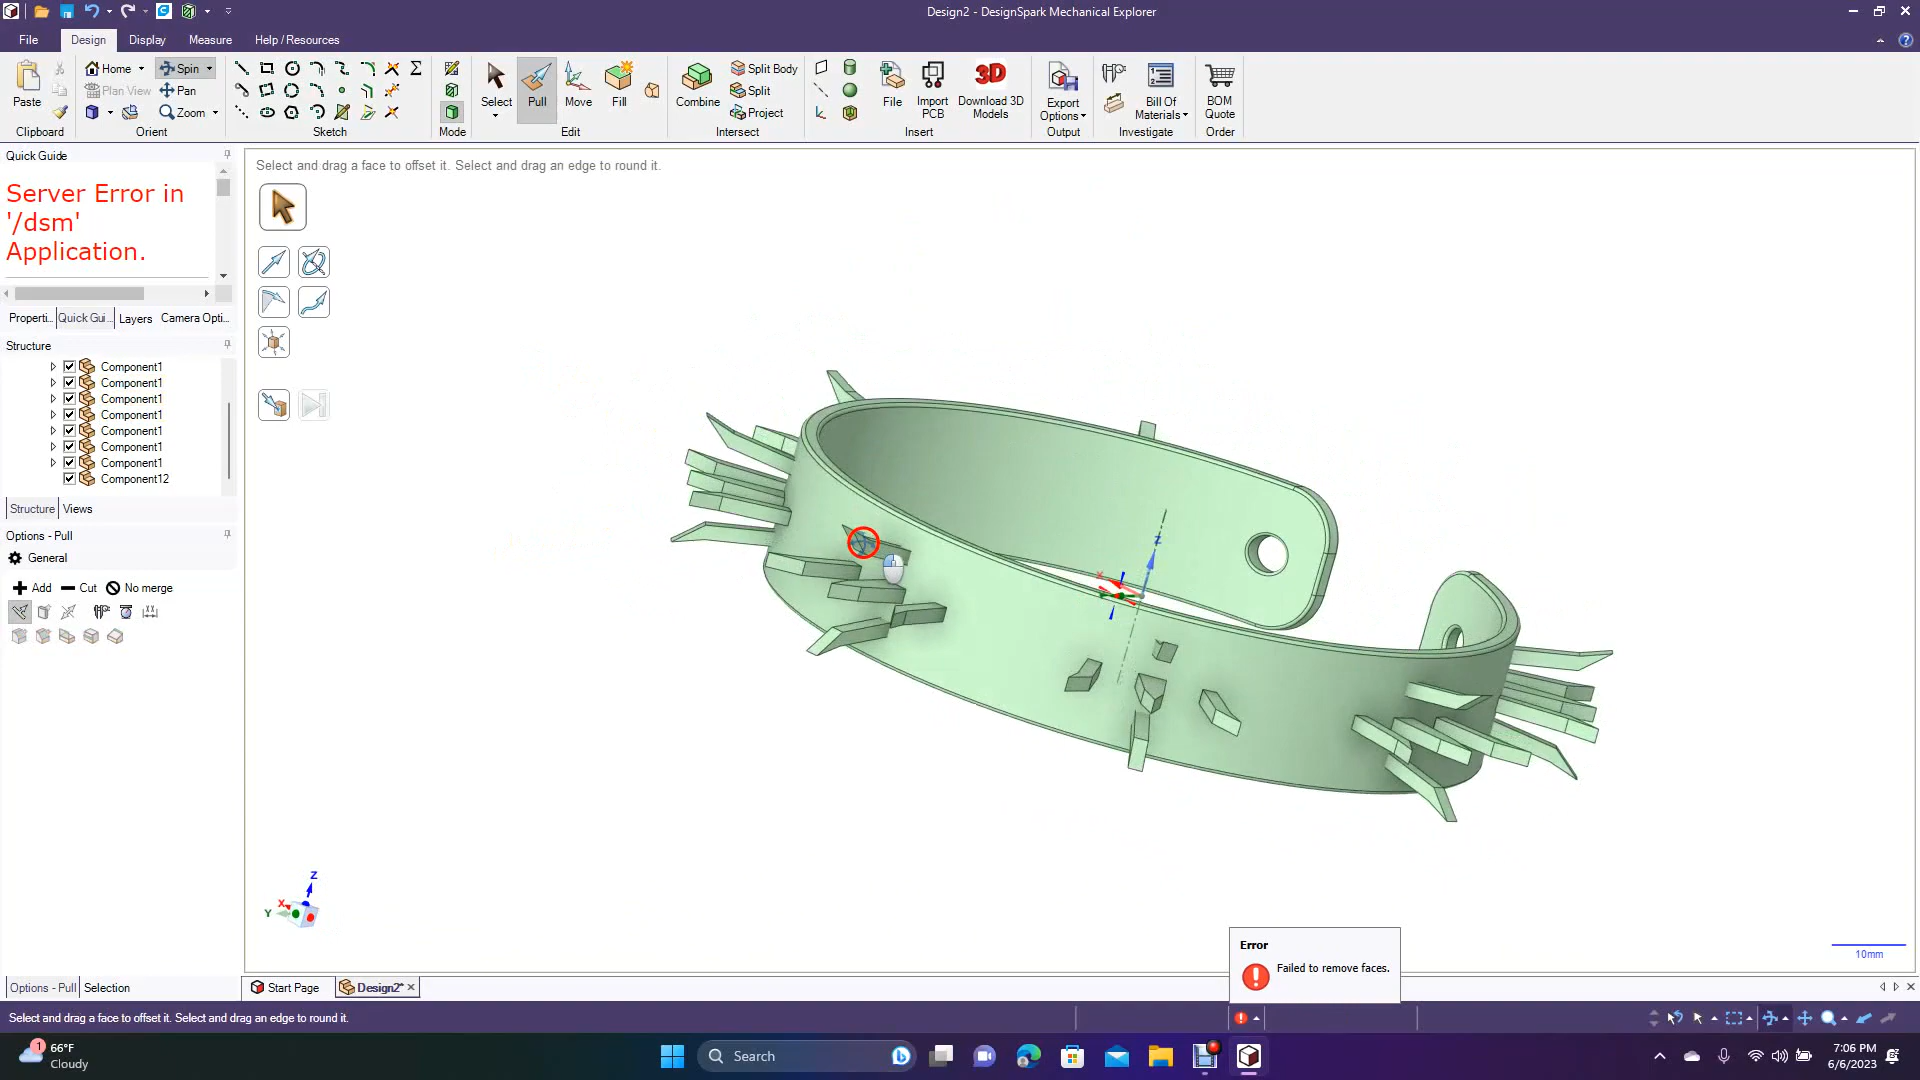 Design2 - DesignSpark Mechanical Explorer
File
Design
Display
Measure
Help / Resources
Paste
Clipboard
Home
Spin
Plan View
Pan
Zoom
Orient
Sketch
Mode
Select
Pull
Move
Fill
Edit
Combine
Split Body
Split
Project
Intersect
File
Import PCB
3D
Download 3D Models
Insert
Export Options
Output
Bill Of Materials
Investigate
BOM Quote
Order
Quick Guide
Server Error in
'/dsm'
Application.
Properti...
Quick Gui...
Layers
Camera Opti...
Structure
Component1
Component1
Component1
Component1
Component1
Component1
Component1
Component12
Structure
Views
Options - Pull
General
Add
Cut
No merge
Select and drag a face to offset it. Select and drag an edge to round it.
X
Z
Z
X
Y
10mm
Error
Failed to remove faces.
Options - Pull
Selection
Start Page
Design2*
Select and drag a face to offset it. Select and drag an edge to round it.
1
66°F
Cloudy
Search
7:06 PM
6/6/2023